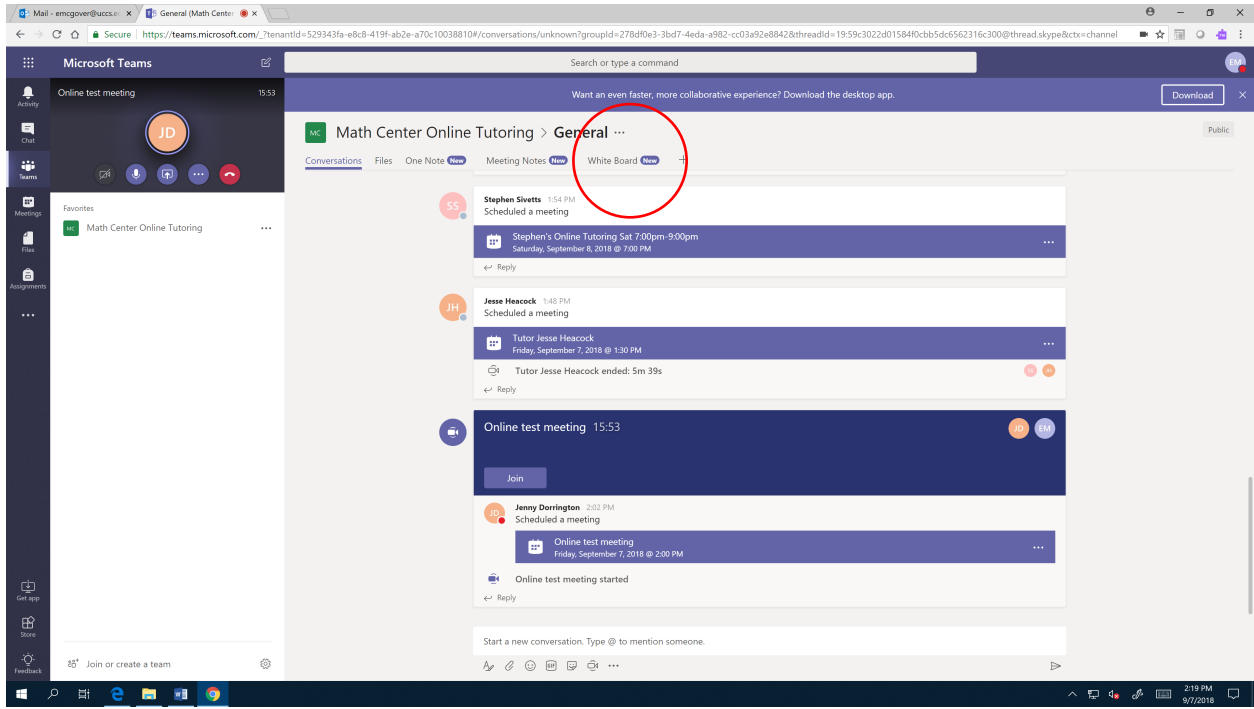 Mail - emcgover@uccs.ec
General (Math Center
Secure https://teams.microsoft.com/_?tenantId=529343fa-e8c8-419f-ab2e-a70c10038810#/conversations/unknown?groupId=278df0e3-3bd7-4eda-a982-cc03a92e8842&threadId=19:59c3022d01584f0cbb5dc6562316c300@thread.skype&ctx=channel
Microsoft Teams
Search or type a command
EM
Activity
Chat
Teams
Meetings
Files
Assignments
Get app
Store
Feedback
Online test meeting 15:53
JD
Favorites
MC Math Center Online Tutoring
Join or create a team
Want an even faster, more collaborative experience? Download the desktop app.
Download
MC Math Center Online Tutoring > General ...
Public
Conversations Files One Note New Meeting Notes New White Board New +
SS Stephen Sivetts 1:54 PM
Scheduled a meeting
Stephen's Online Tutoring Sat 7:00pm-9:00pm
Saturday, September 8, 2018 @ 7:00 PM
Reply
JH Jesse Heacock 1:48 PM
Scheduled a meeting
Tutor Jesse Heacock
Friday, September 7, 2018 @ 1:30 PM
Tutor Jesse Heacock ended: 5m 39s
SS JH
Reply
Online test meeting 15:53
JD EM
Join
JD Jenny Dorrington 2:02 PM
Scheduled a meeting
Online test meeting
Friday, September 7, 2018 @ 2:00 PM
Online test meeting started
Reply
Start a new conversation. Type @ to mention someone.
GIF
2:19 PM
9/7/2018